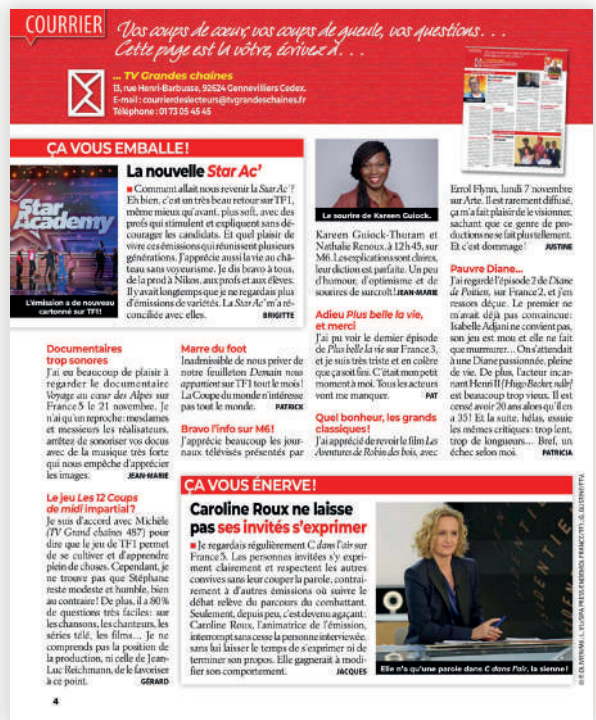 COURRIER
Vos coups de cœur, vos coups de gueule, vos questions...
Cette page est la vôtre, écrivez à...
... TV Grandes chaînes
13, rue Henri-Barbusse, 92624 Gennevilliers Cedex.
E-mail : courrierdeslecteurs@tvgrandeschaines.fr
Téléphone : 01 73 05 45 45
ÇA VOUS EMBALLE !
Star Academy
L'émission a de nouveau
cartonné sur TF1!
La nouvelle Star Ac'
■ Comment allait nous revenir la Star Ac' ?
Eh bien, c'est un très beau retour sur TF1,
même mieux qu'avant, plus soft, avec des
profs qui stimulent et expliquent sans dé-
courager les candidats. Et quel plaisir de
vivre ces émissions qui réunissent plusieurs
générations. J'apprécie aussi la vie au châ-
teau sans voyeurisme. Je dis bravo à tous,
de la prod à Nikos, aux profs et aux élèves.
Il y avait longtemps que je ne regardais plus
d'émissions de variétés. La Star Ac' m'a ré-
conciliée avec elles. BRIGITTE
Documentaires
trop sonores
J'ai eu beaucoup de plaisir à
regarder le documentaire
Voyage au cœur des Alpes sur
France 5 le 21 novembre. Je
n'ai qu'un reproche: mesdames
et messieurs les réalisateurs,
arrêtez de sonoriser vos docus
avec de la musique très forte
qui nous empêche d'apprécier
les images. JEAN-MARIE
Le jeu Les 12 Coups
de midi impartial?
Je suis d'accord avec Michèle
(TV Grand chaînes 487) pour
dire que le jeu de TF1 permet
de se cultiver et d'apprendre
plein de choses. Cependant, je
ne trouve pas que Stéphane
reste modeste et humble, bien
au contraire! De plus, il a 80%
de questions très faciles: sur
les chansons, les chanteurs, les
séries télé, les films... Je ne
comprends pas la position de
la production, ni celle de Jean-
Luc Reichmann, de le favoriser
à ce point. GÉRARD
Marre du foot
Inadmissible de nous priver de
notre feuilleton Demain nous
appartient sur TF1 tout le mois!
La Coupe du monde n'intéresse
pas tout le monde. PATRICK
Bravo l'info sur M6!
J'apprécie beaucoup les jour-
naux télévisés présentés par
Le sourire de Kareen Guiock.
Kareen Guiock-Thuram et
Nathalie Renoux, à 12h45, sur
M6. Les explications sont claires,
leur diction est parfaite. Un peu
d'humour, d'optimisme et de
sourires de surcroît! JEAN-MARIE
Adieu Plus belle la vie,
et merci
J'ai pu voir le dernier épisode
de Plus belle la vie sur France 3,
et je suis très triste et en colère
que ça soit fini. C'était mon petit
moment à moi. Tous les acteurs
vont me manquer. PAT
Quel bonheur, les grands
classiques!
J'ai apprécié de revoir le film Les
Aventures de Robin des bois, avec
Errol Flynn, lundi 7 novembre
sur Arte. Il est rarement diffusé,
ça m'a fait plaisir de le visionner,
sachant que ce genre de pro-
ductions ne se fait plus tellement.
Et c'est dommage! JUSTINE
Pauvre Diane...
J'ai regardé l'épisode 2 de Diane
de Poitiers, sur France 2, et j'en
ressors déçue. Le premier ne
m'avait déjà pas convaincue:
Isabelle Adjani ne convient pas,
son jeu est mou et elle ne fait
que murmurer... On s'attendait
à une Diane passionnée, pleine
de vie. De plus, l'acteur incar-
nant Henri II [Hugo Becker, ndlr]
est beaucoup trop vieux. Il est
censé avoir 20 ans alors qu'il en
a 35! Et la suite, hélas, essuie
les mêmes critiques: trop lent,
trop de longueurs... Bref, un
échec selon moi. PATRICIA
ÇA VOUS ÉNERVE!
Caroline Roux ne laisse
pas ses invités s'exprimer
■ Je regardais régulièrement C dans l'air sur
France 5. Les personnes invitées s'y expri-
ment clairement et respectent les autres
convives sans leur couper la parole, contrai-
rement à d'autres émissions où suivre le
débat relève du parcours du combattant.
Seulement, depuis peu, c'est devenu agaçant.
Caroline Roux, l'animatrice de l'émission,
interrompt sans cesse la personne interviewée,
sans lui laisser le temps de s'exprimer ni de
terminer son propos. Elle gagnerait à modi-
fier son comportement. JACQUES
Elle n'a qu'une parole dans C dans l'air, la sienne!
4